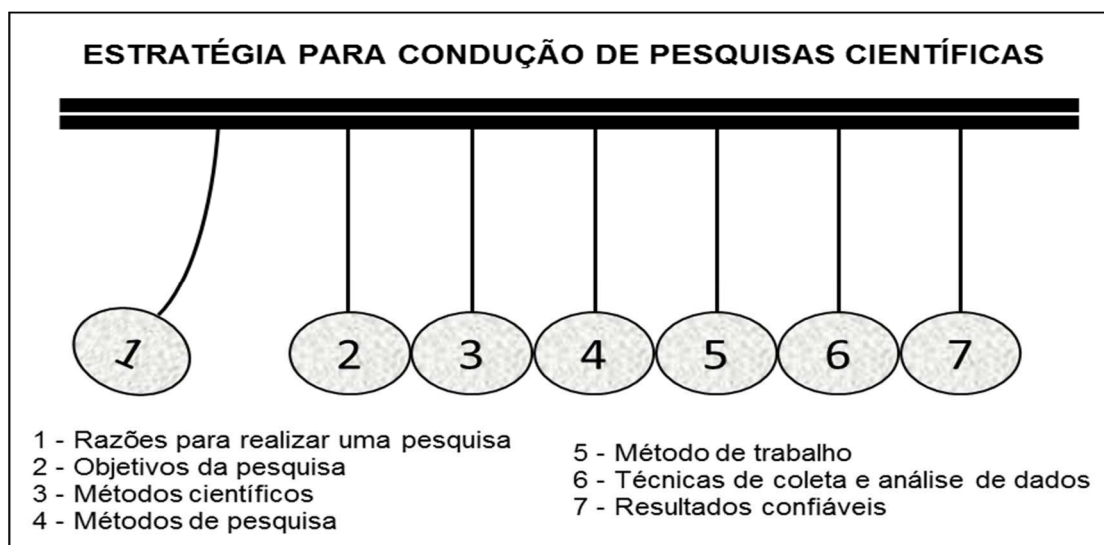 ESTRATÉGIA PARA CONDUÇÃO DE PESQUISAS CIENTÍFICAS
1 2 3 4 5 6 7
1 - Razões para realizar uma pesquisa
2 - Objetivos da pesquisa
3 - Métodos científicos
4 - Métodos de pesquisa
5 - Método de trabalho
6 - Técnicas de coleta e análise de dados
7 - Resultados confiáveis